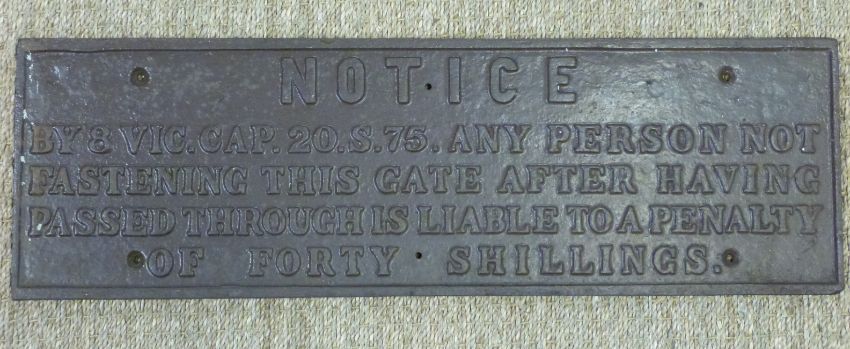 NOTICE
BY 8 VIC. CAP. 20. S. 75. ANY PERSON NOT
FASTENING THIS GATE AFTER HAVING
PASSED THROUGH IS LIABLE TO A PENALTY
OF FORTY SHILLINGS.